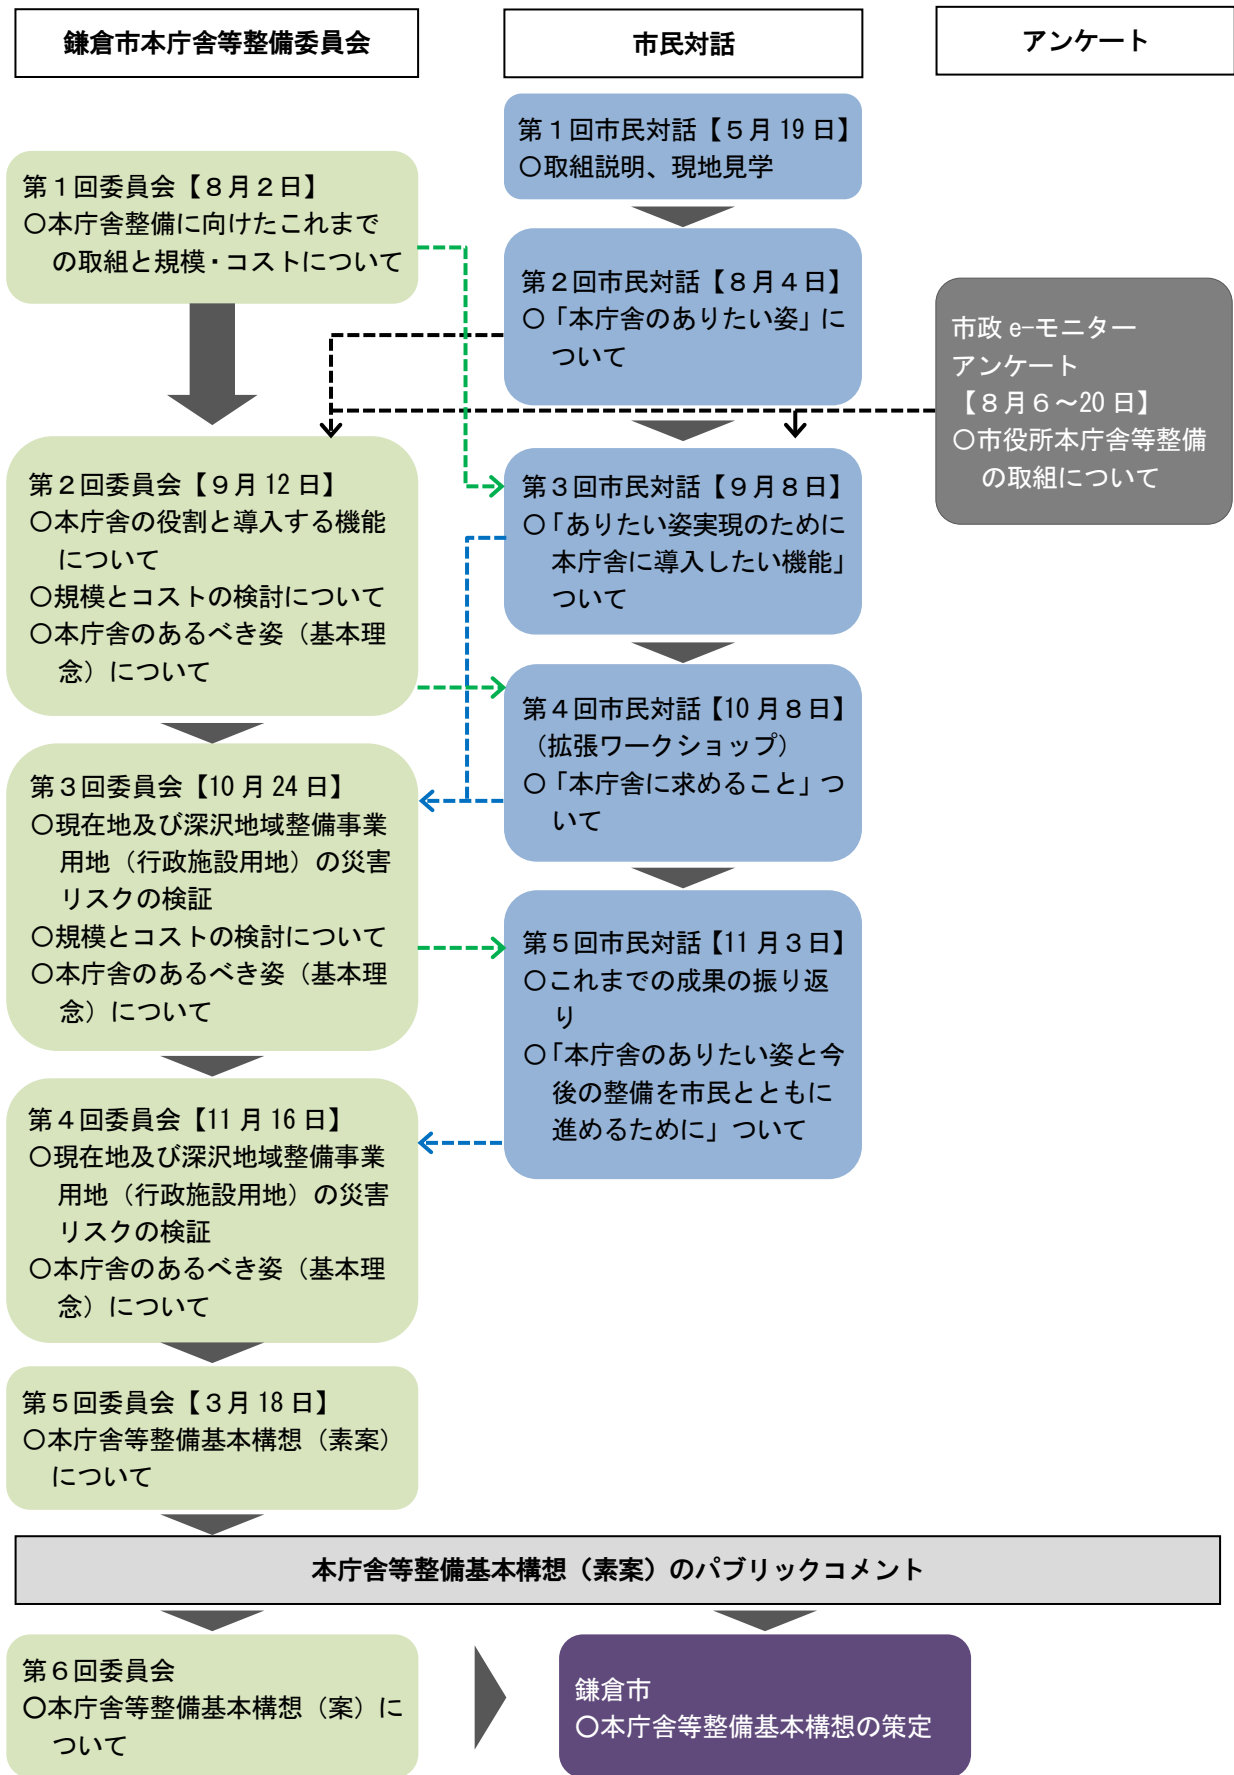 鎌倉市本庁舎等整備委員会
市民対話
アンケート
第１回委員会【８月２日】
〇本庁舎整備に向けたこれまで
の取組と規模・コストについて
第２回委員会【９月 12 日】
〇本庁舎の役割と導入する機能
について
〇規模とコストの検討について
〇本庁舎のあるべき姿（基本理
念）について
第３回委員会【10 月 24 日】
〇現在地及び深沢地域整備事業
用地（行政施設用地）の災害
リスクの検証
〇規模とコストの検討について
〇本庁舎のあるべき姿（基本理
念）について
第４回委員会【11 月 16 日】
〇現在地及び深沢地域整備事業
用地（行政施設用地）の災害
リスクの検証
〇本庁舎のあるべき姿（基本理
念）について
第５回委員会【３月 18 日】
〇本庁舎等整備基本構想（素案）
について
第１回市民対話【５月 19 日】
〇取組説明、現地見学
第２回市民対話【８月４日】
〇「本庁舎のありたい姿」に
ついて
第３回市民対話【９月８日】
〇「ありたい姿実現のために
本庁舎に導入したい機能」
ついて
第４回市民対話【10 月８日】
（拡張ワークショップ）
〇「本庁舎に求めること」つ
いて
第５回市民対話【11 月３日】
〇これまでの成果の振り返
り
〇「本庁舎のありたい姿と今
後の整備を市民とともに
進めるために」ついて
市政 e-モニター
アンケート
【８月６～20 日】
〇市役所本庁舎等整備
の取組について
本庁舎等整備基本構想（素案）のパブリックコメント
第６回委員会
〇本庁舎等整備基本構想（案）に
ついて
鎌倉市
〇本庁舎等整備基本構想の策定